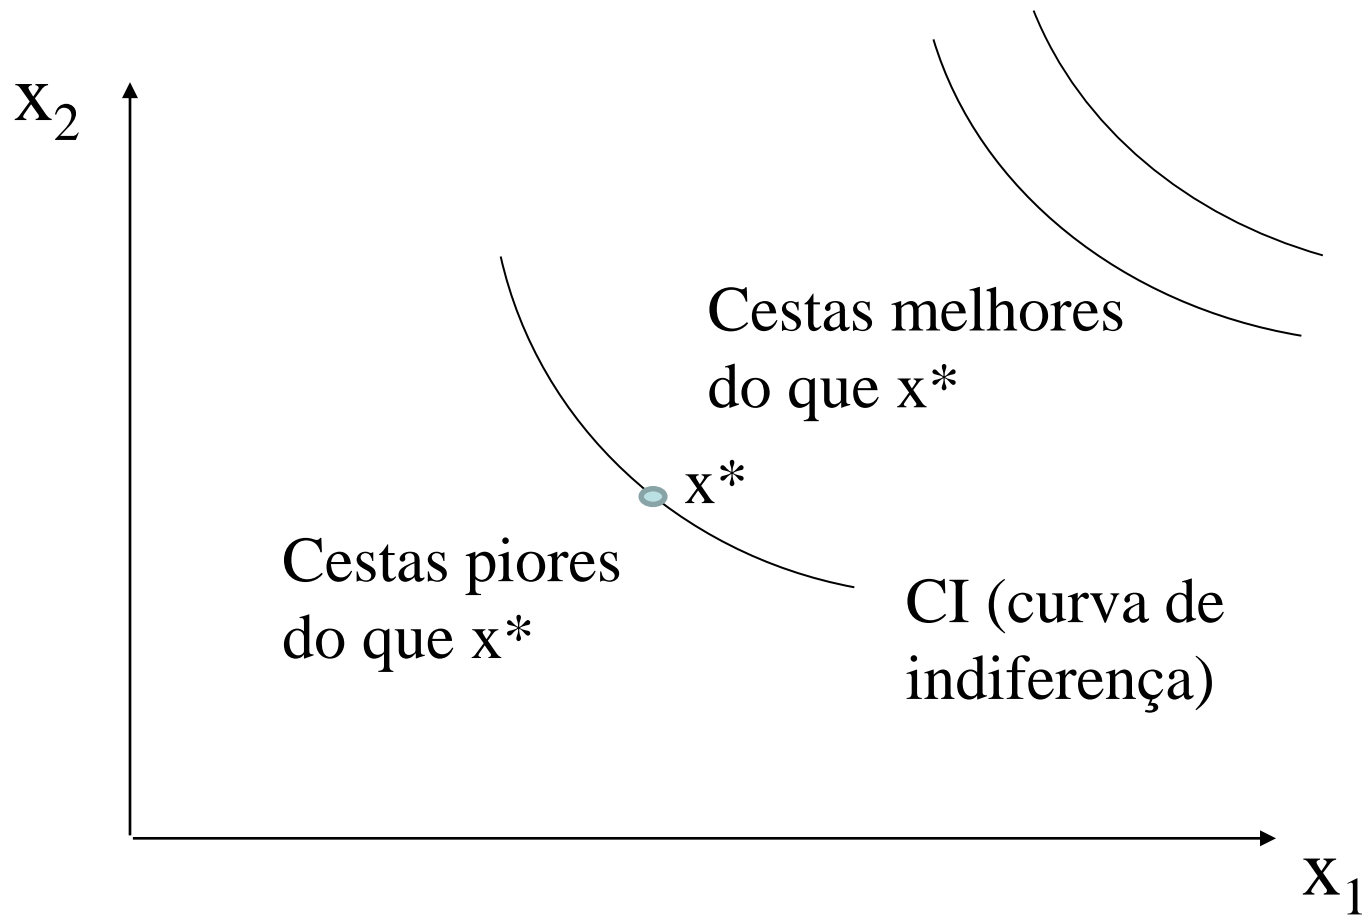 x₂
Cestas melhores
do que x*
x*
Cestas piores
do que x*
CI (curva de
indiferença)
x₁